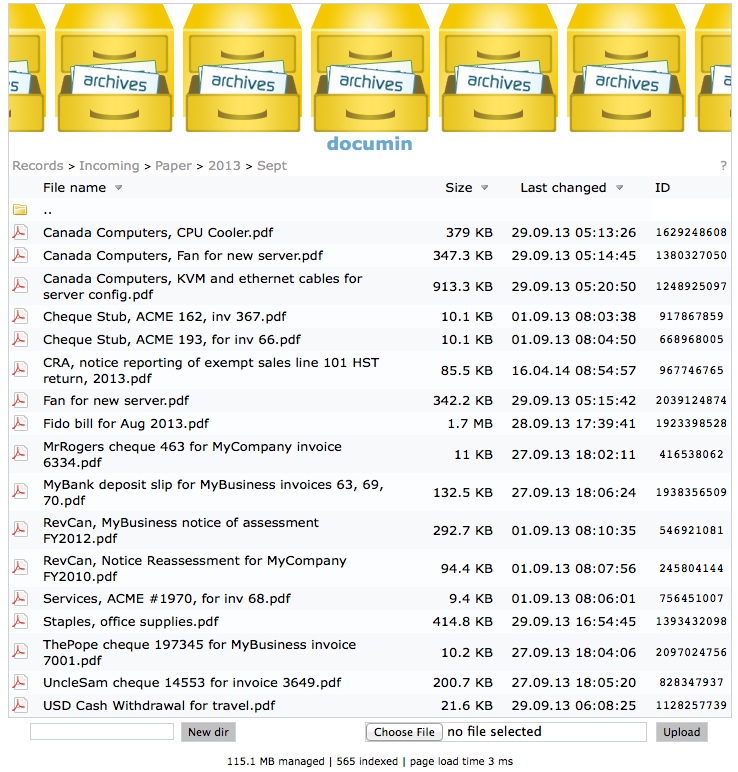 archives archives archives archives archives
documin
Records > Incoming > Paper > 2013 > Sept ?
File name Size Last changed ID
..
Canada Computers, CPU Cooler.pdf 379 KB 29.09.13 05:13:26 1629248608
Canada Computers, Fan for new server.pdf 347.3 KB 29.09.13 05:14:45 1380327050
Canada Computers, KVM and ethernet cables for
server config.pdf 913.3 KB 29.09.13 05:20:50 1248925097
Cheque Stub, ACME 162, inv 367.pdf 10.1 KB 01.09.13 08:03:38 917867859
Cheque Stub, ACME 193, for inv 66.pdf 10.1 KB 01.09.13 08:04:50 668968005
CRA, notice reporting of exempt sales line 101 HST
return, 2013.pdf 85.5 KB 16.04.14 08:54:57 967746765
Fan for new server.pdf 342.2 KB 29.09.13 05:15:42 2039124874
Fido bill for Aug 2013.pdf 1.7 MB 28.09.13 17:39:41 1923398528
MrRogers cheque 463 for MyCompany invoice
6334.pdf 11 KB 27.09.13 18:02:11 416538062
MyBank deposit slip for MyBusiness invoices 63, 69,
70.pdf 132.5 KB 27.09.13 18:06:24 1938356509
RevCan, MyBusiness notice of assessment
FY2012.pdf 292.7 KB 01.09.13 08:10:35 546921081
RevCan, Notice Reassessment for MyCompany
FY2010.pdf 94.4 KB 01.09.13 08:07:56 245804144
Services, ACME #1970, for inv 68.pdf 9.4 KB 01.09.13 08:06:01 756451007
Staples, office supplies.pdf 414.8 KB 29.09.13 16:54:45 1393432098
ThePope cheque 197345 for MyBusiness invoice
7001.pdf 10.2 KB 27.09.13 18:04:06 2097024756
UncleSam cheque 14553 for invoice 3649.pdf 200.7 KB 27.09.13 18:05:20 828347937
USD Cash Withdrawal for travel.pdf 21.6 KB 29.09.13 06:08:25 1128257739
New dir Choose File no file selected Upload
115.1 MB managed | 565 indexed | page load time 3 ms